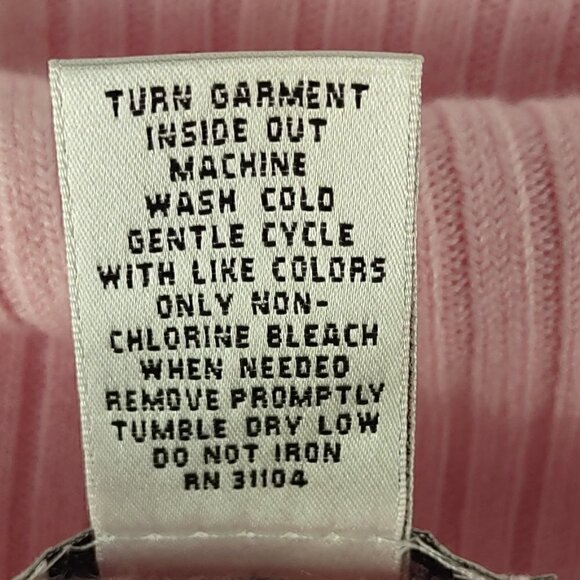 TURN GARMENT
INSIDE OUT
MACHINE
WASH COLD
GENTLE CYCLE
WITH LIKE COLORS
ONLY NON-
CHLORINE BLEACH
WHEN NEEDED
REMOVE PROMPTLY
TUMBLE DRY LOW
DO NOT IRON
RN 31104